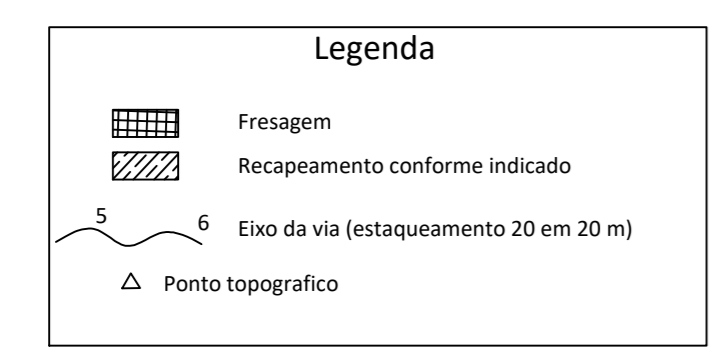 Legenda
Fresagem
Recapeamento conforme indicado
5 6 Eixo da via (estaqueamento 20 em 20 m)
Ponto topografico